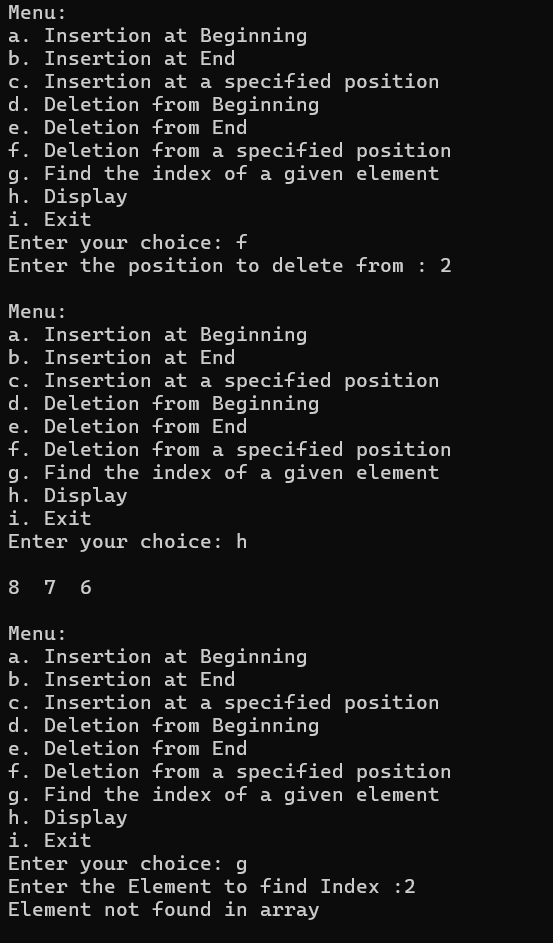 Menu:
a. Insertion at Beginning
b. Insertion at End
c. Insertion at a specified position
d. Deletion from Beginning
e. Deletion from End
f. Deletion from a specified position
g. Find the index of a given element
h. Display
i. Exit
Enter your choice: f
Enter the position to delete from : 2
Menu:
a. Insertion at Beginning
b. Insertion at End
c. Insertion at a specified position
d. Deletion from Beginning
e. Deletion from End
f. Deletion from a specified position
g. Find the index of a given element
h. Display
i. Exit
Enter your choice: h
8  7  6
Menu:
a. Insertion at Beginning
b. Insertion at End
c. Insertion at a specified position
d. Deletion from Beginning
e. Deletion from End
f. Deletion from a specified position
g. Find the index of a given element
h. Display
i. Exit
Enter your choice: g
Enter the Element to find Index :2
Element not found in array